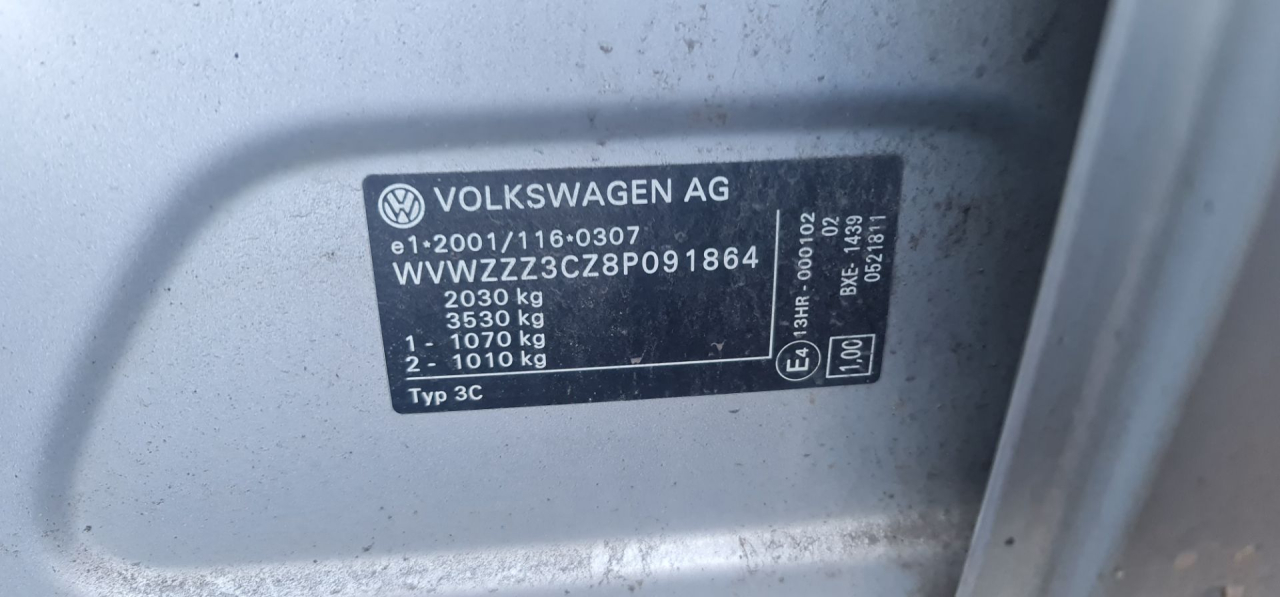 VOLKSWAGEN AG
e1*2001/116*0307
WVWZZZ3CZ8P091864
2030 kg
3530 kg
1 - 1070 kg
2 - 1010 kg
Typ 3C
E4 13HR - 000102
02
BXE- 1439
1,00
0521811